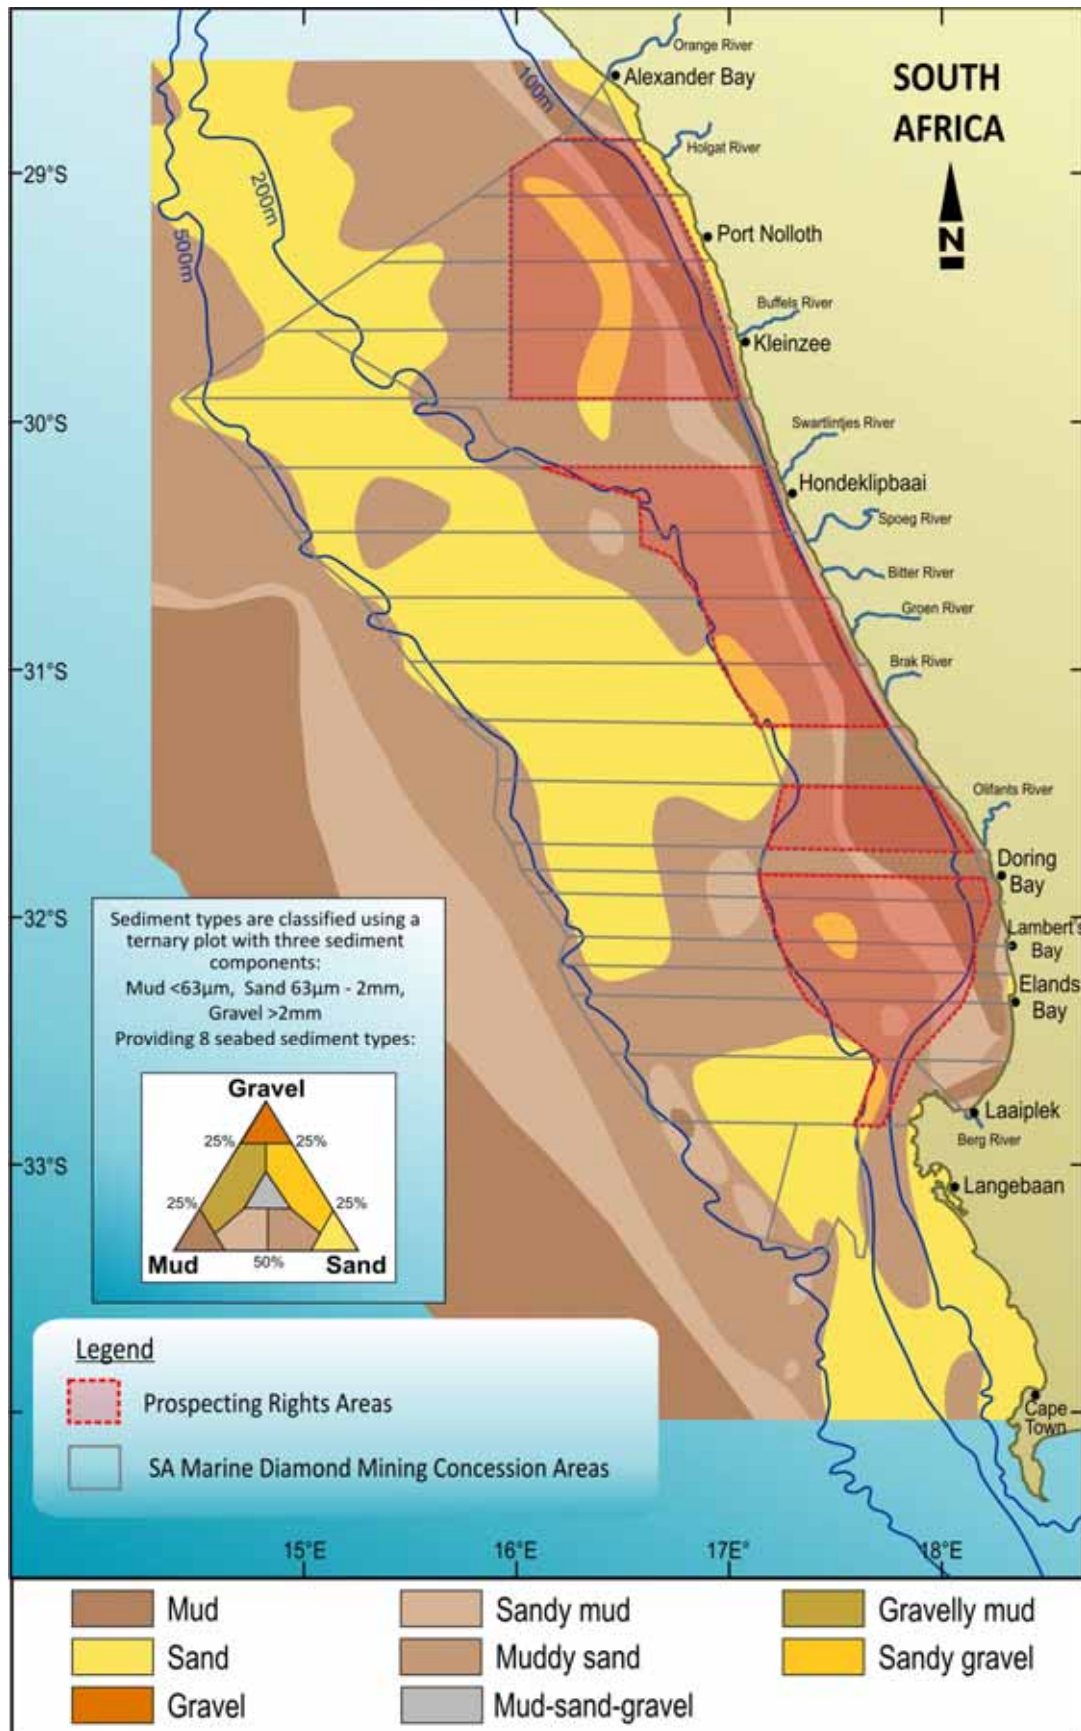 Orange River
Alexander Bay
SOUTH
AFRICA
100m
Holgat River
29°S
200m
Port Nolloth
N
500m
Buffels River
Kleinzee
30°S
Swartlintjes River
Hondeklipbaai
Spoeg River
Bitter River
Groen River
31°S
Brak River
Olifants River
Doring
Bay
32°S
Lambert's
Bay
Elands
Bay
Sediment types are classified using a
ternary plot with three sediment
components:
Mud <63µm, Sand 63µm - 2mm,
Gravel >2mm
Providing 8 seabed sediment types:
Gravel
25% 25%
25% 25%
Mud 50% Sand
Laaiplek
Berg River
33°S
Langebaan
Cape
Town
Legend
Prospecting Rights Areas
SA Marine Diamond Mining Concession Areas
15°E 16°E 17°E 18°E
Mud Sandy mud Gravelly mud
Sand Muddy sand Sandy gravel
Gravel Mud-sand-gravel